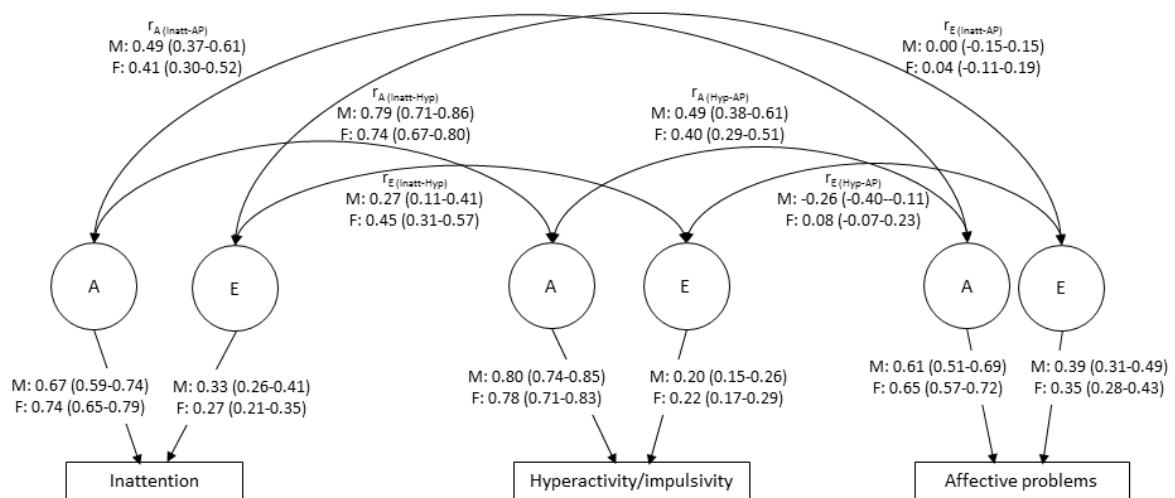 rA (Inatt-AP)
M: 0.49 (0.37-0.61)
F: 0.41 (0.30-0.52)
rE (Inatt-AP)
M: 0.00 (-0.15-0.15)
F: 0.04 (-0.11-0.19)
rA (Inatt-Hyp)
M: 0.79 (0.71-0.86)
F: 0.74 (0.67-0.80)
rA (Hyp-AP)
M: 0.49 (0.38-0.61)
F: 0.40 (0.29-0.51)
rE (Inatt-Hyp)
M: 0.27 (0.11-0.41)
F: 0.45 (0.31-0.57)
rE (Hyp-AP)
M: -0.26 (-0.40--0.11)
F: 0.08 (-0.07-0.23)
A
E
A
E
A
E
M: 0.67 (0.59-0.74)
F: 0.74 (0.65-0.79)
M: 0.33 (0.26-0.41)
F: 0.27 (0.21-0.35)
M: 0.80 (0.74-0.85)
F: 0.78 (0.71-0.83)
M: 0.20 (0.15-0.26)
F: 0.22 (0.17-0.29)
M: 0.61 (0.51-0.69)
F: 0.65 (0.57-0.72)
M: 0.39 (0.31-0.49)
F: 0.35 (0.28-0.43)
Inattention
Hyperactivity/impulsivity
Affective problems